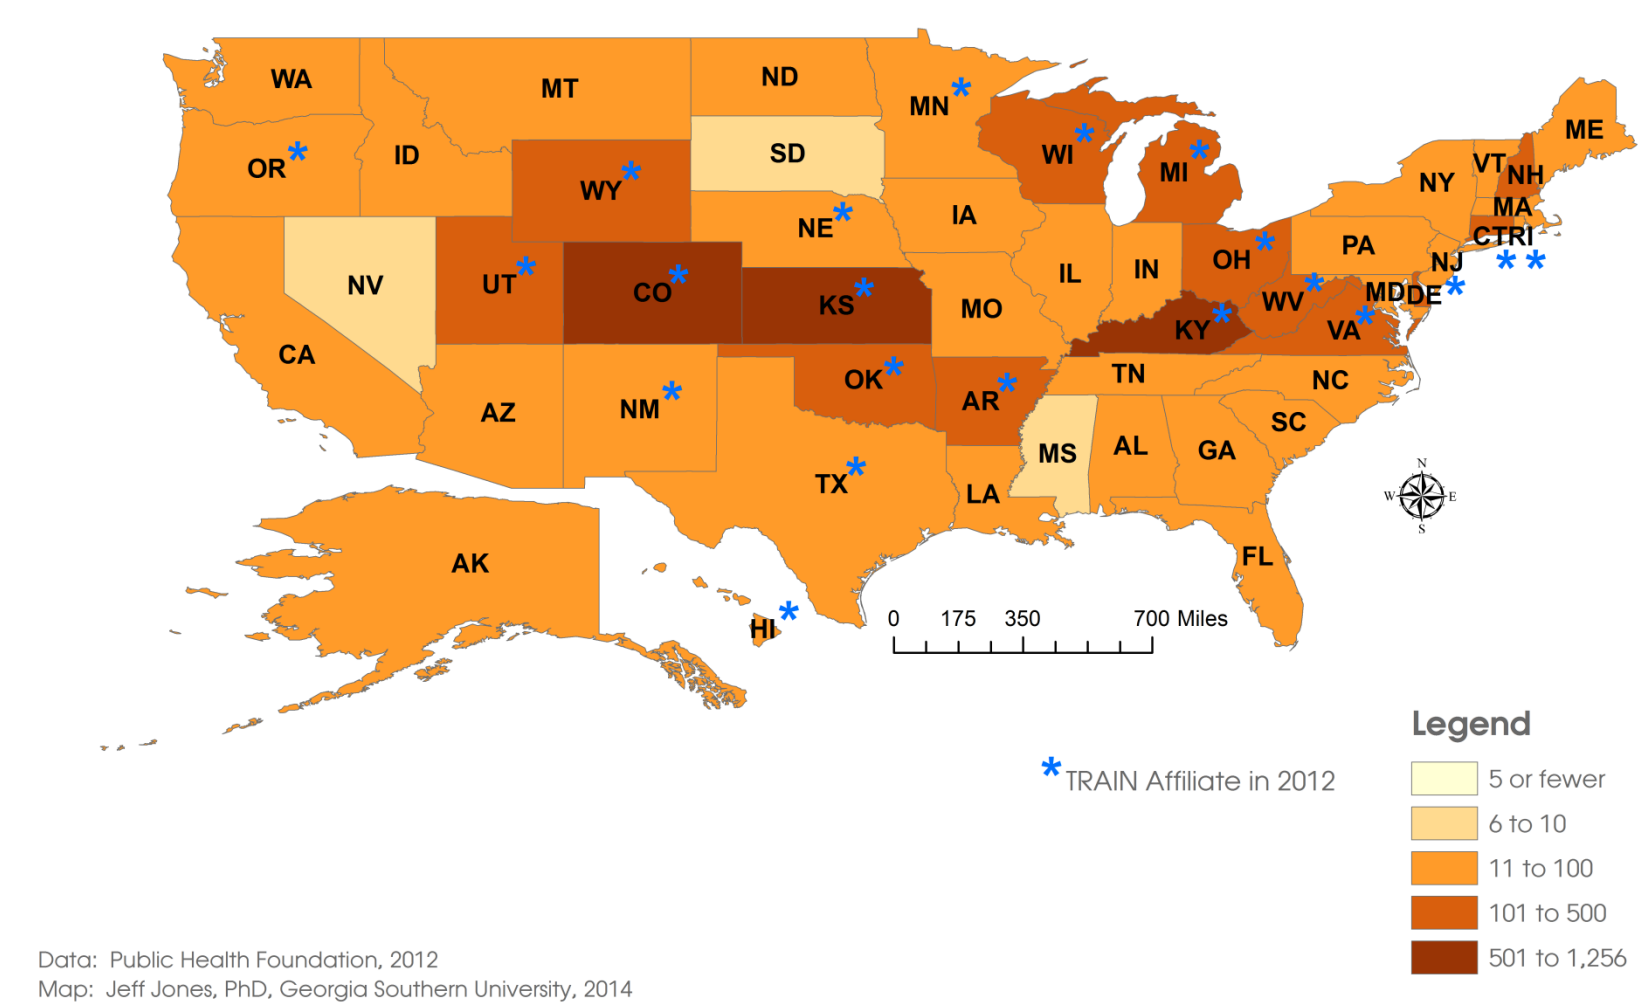 WA
MT
ND
MN *
ME
OR *
ID
WY *
SD
WI *
MI *
VT
NH
NY
MA
NE *
IA
CTRI
* *
PA
NV
UT *
CO *
KS *
IL
IN
OH *
NJ
*
MO
WV *
MD
DE
CA
KY *
VA *
AZ
NM *
OK *
AR *
TN
NC
TX *
LA
MS
AL
GA
SC
N
W E
S
AK
FL
HI *
0 175 350 700 Miles
Legend
* TRAIN Affiliate in 2012
5 or fewer
6 to 10
11 to 100
101 to 500
501 to 1,256
Data: Public Health Foundation, 2012
Map: Jeff Jones, PhD, Georgia Southern University, 2014